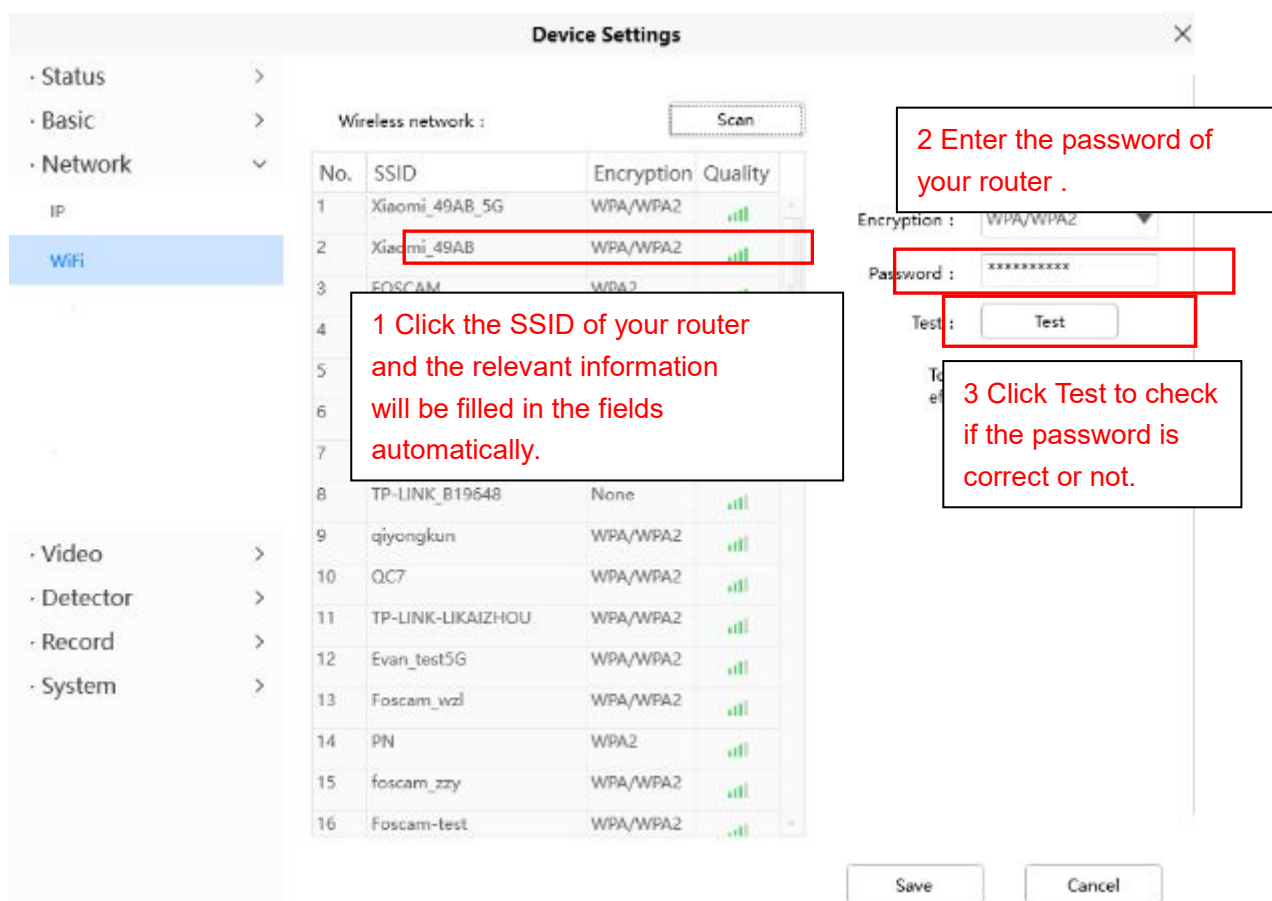 Device Settings
· Status
· Basic
· Network
IP
WiFi
· Video
· Detector
· Record
· System
Wireless network :
Scan
No. SSID Encryption Quality
1 Xiaomi_49AB_5G WPA/WPA2
2 Xiaomi_49AB WPA/WPA2
3 FOSCAM WPA2
4
5
6
7
8 TP-LINK_B19648 None
9 qiyongkun WPA/WPA2
10 QC7 WPA/WPA2
11 TP-LINK-LIKAIZHOU WPA/WPA2
12 Evan_test5G WPA/WPA2
13 Foscam_wzl WPA/WPA2
14 PN WPA2
15 foscam_zzy WPA/WPA2
16 Foscam-test WPA/WPA2
1 Click the SSID of your router
and the relevant information
will be filled in the fields
automatically.
2 Enter the password of
your router .
Encryption : WPA/WPA2
Password : **********
Test : Test
3 Click Test to check
if the password is
correct or not.
Save
Cancel